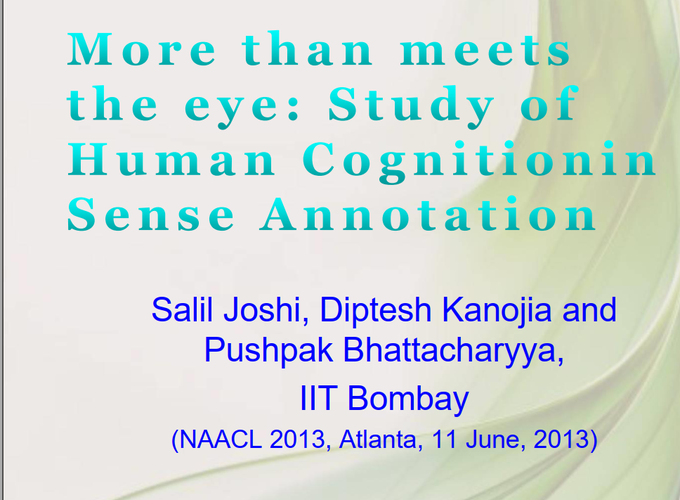 More than meets
the eye: Study of
Human Cognitionin
Sense Annotation
Salil Joshi, Diptesh Kanojia and
Pushpak Bhattacharyya,
IIT Bombay
(NAACL 2013, Atlanta, 11 June, 2013)